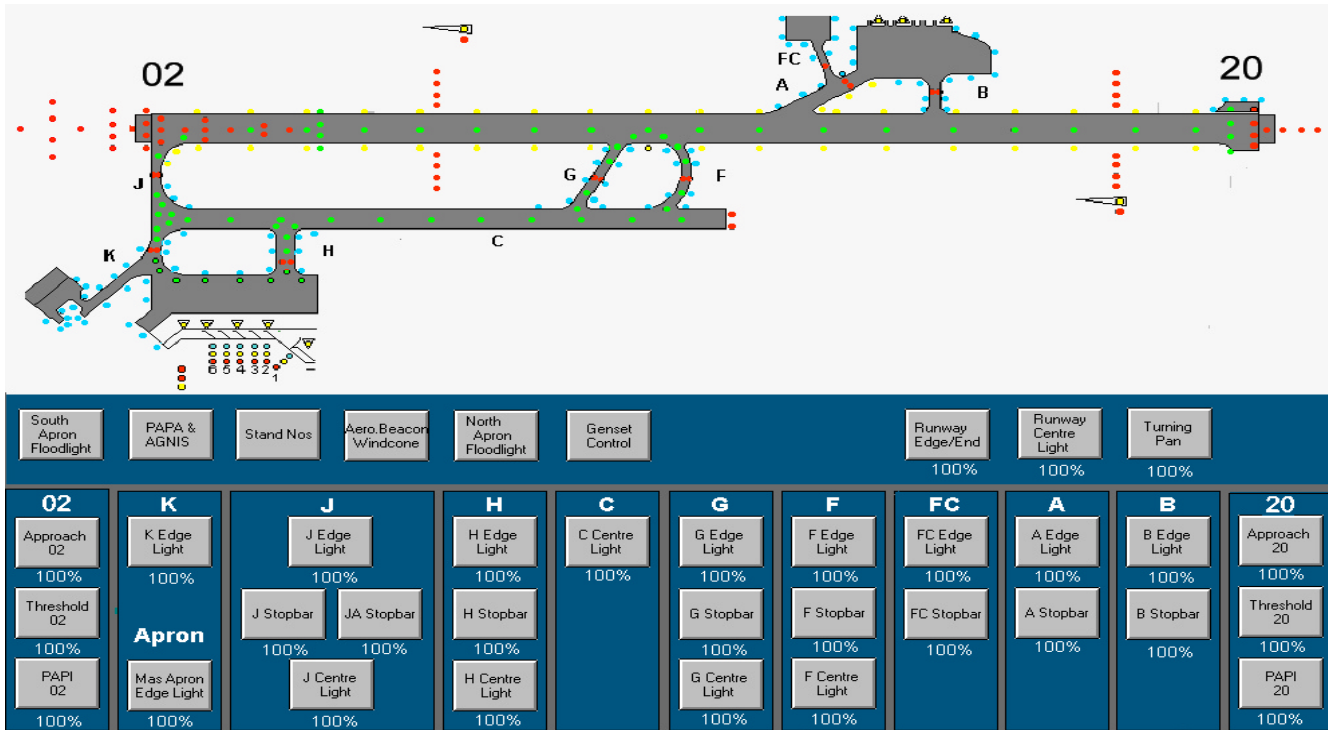 FC
02
A
B
20
J
G
F
K
H
C
6 5 4 3 2 1
South
Apron
Floodlight
PAPA &
AGNIS
Stand Nos
Aero.Beacon
Windcone
North
Apron
Floodlight
Genset
Control
Runway
Edge/End
100%
Runway
Centre
Light
100%
Turning
Pan
100%
02
Approach
02
100%
Threshold
02
100%
PAPI
02
100%
K
K Edge
Light
100%
Apron
Mas Apron
Edge Light
100%
J
J Edge
Light
100%
J Stopbar
100%
JA Stopbar
100%
J Centre
Light
100%
H
H Edge
Light
100%
H Stopbar
100%
H Centre
Light
100%
C
C Centre
Light
100%
G
G Edge
Light
100%
G Stopbar
100%
G Centre
Light
100%
F
F Edge
Light
100%
F Stopbar
100%
F Centre
Light
100%
FC
FC Edge
Light
100%
FC Stopbar
100%
A
A Edge
Light
100%
A Stopbar
100%
B
B Edge
Light
100%
B Stopbar
100%
20
Approach
20
100%
Threshold
20
100%
PAPI
20
100%